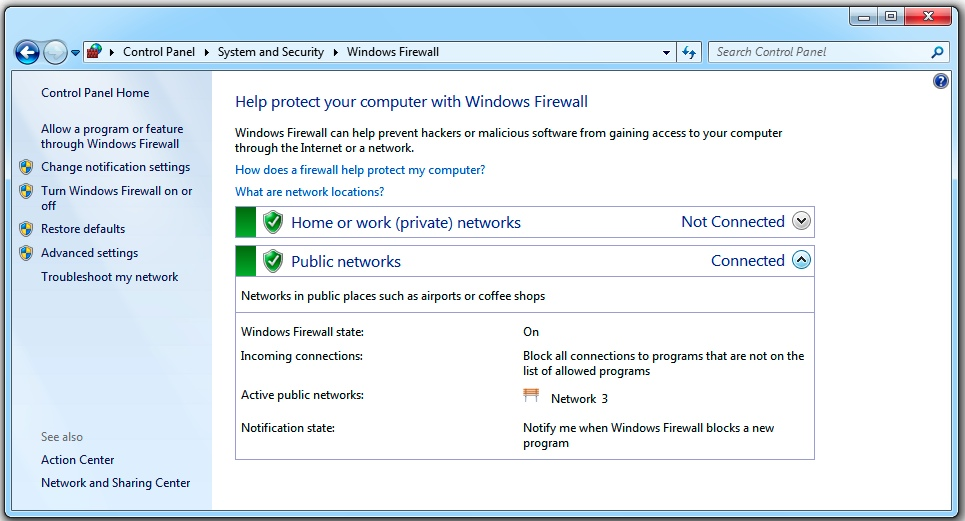 Control Panel
System and Security
Windows Firewall
Search Control Panel
Control Panel Home
Allow a program or feature
through Windows Firewall
Change notification settings
Turn Windows Firewall on or
off
Restore defaults
Advanced settings
Troubleshoot my network
See also
Action Center
Network and Sharing Center
Help protect your computer with Windows Firewall
Windows Firewall can help prevent hackers or malicious software from gaining access to your computer
through the Internet or a network.
How does a firewall help protect my computer?
What are network locations?
Home or work (private) networks Not Connected
Public networks Connected
Networks in public places such as airports or coffee shops
Windows Firewall state: On
Incoming connections: Block all connections to programs that are not on the
list of allowed programs
Active public networks: Network 3
Notification state: Notify me when Windows Firewall blocks a new
program